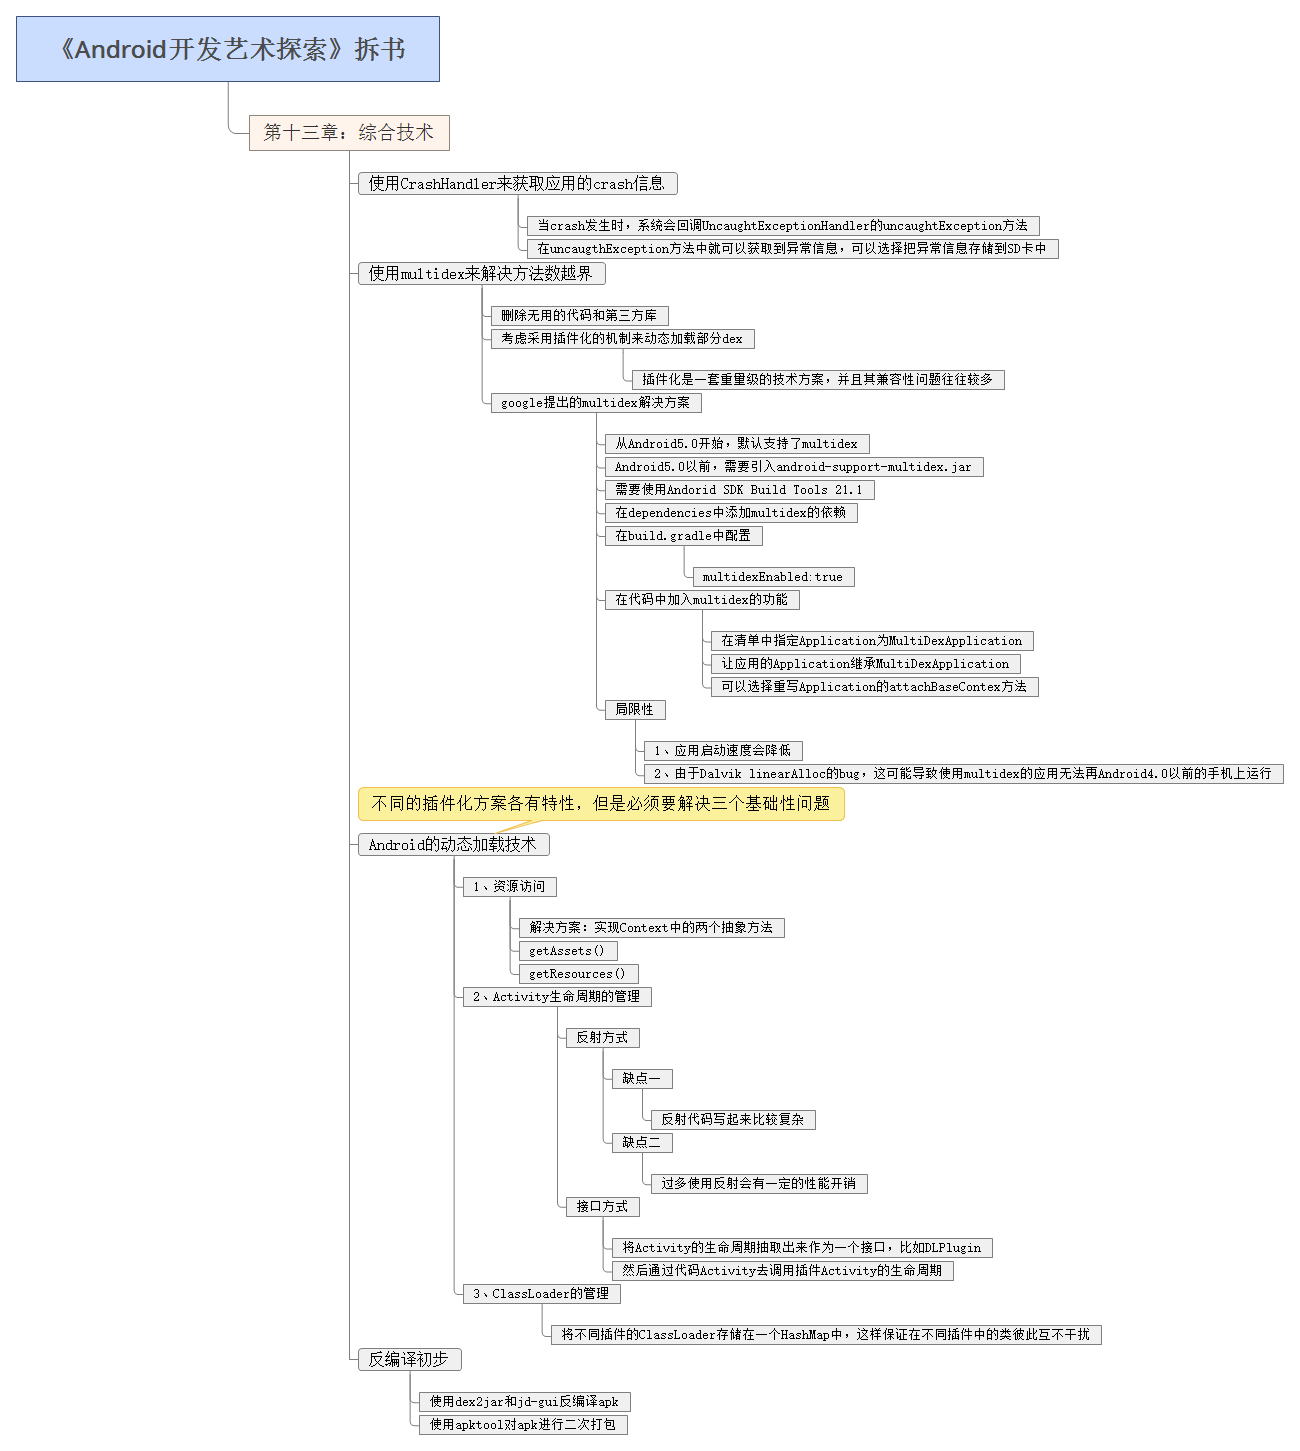 《Android开发艺术探索》拆书
第十三章：综合技术
使用CrashHandler来获取应用的crash信息
当crash发生时，系统会回调UncaughtExceptionHandler的uncaughtException方法
在uncaugthException方法中就可以获取到异常信息，可以选择把异常信息存储到SD卡中
使用multidex来解决方法数越界
删除无用的代码和第三方库
考虑采用插件化的机制来动态加载部分dex
插件化是一套重量级的技术方案，并且其兼容性问题往往较多
google提出的multidex解决方案
从Android5.0开始，默认支持了multidex
Android5.0以前，需要引入android-support-multidex.jar
需要使用Andorid SDK Build Tools 21.1
在dependencies中添加multidex的依赖
在build.gradle中配置
multidexEnabled:true
在代码中加入multidex的功能
在清单中指定Application为MultiDexApplication
让应用的Application继承MultiDexApplication
可以选择重写Application的attachBaseContex方法
局限性
1、应用启动速度会降低
2、由于Dalvik linearAlloc的bug，这可能导致使用multidex的应用无法再Android4.0以前的手机上运行
不同的插件化方案各有特性，但是必须要解决三个基础性问题
Android的动态加载技术
1、资源访问
解决方案：实现Context中的两个抽象方法
getAssets()
getResources()
2、Activity生命周期的管理
反射方式
缺点一
反射代码写起来比较复杂
缺点二
过多使用反射会有一定的性能开销
接口方式
将Activity的生命周期抽取出来作为一个接口，比如DLPlugin
然后通过代码Activity去调用插件Activity的生命周期
3、ClassLoader的管理
将不同插件的ClassLoader存储在一个HashMap中，这样保证在不同插件中的类彼此互不干扰
反编译初步
使用dex2jar和jd-gui反编译apk
使用apktool对apk进行二次打包